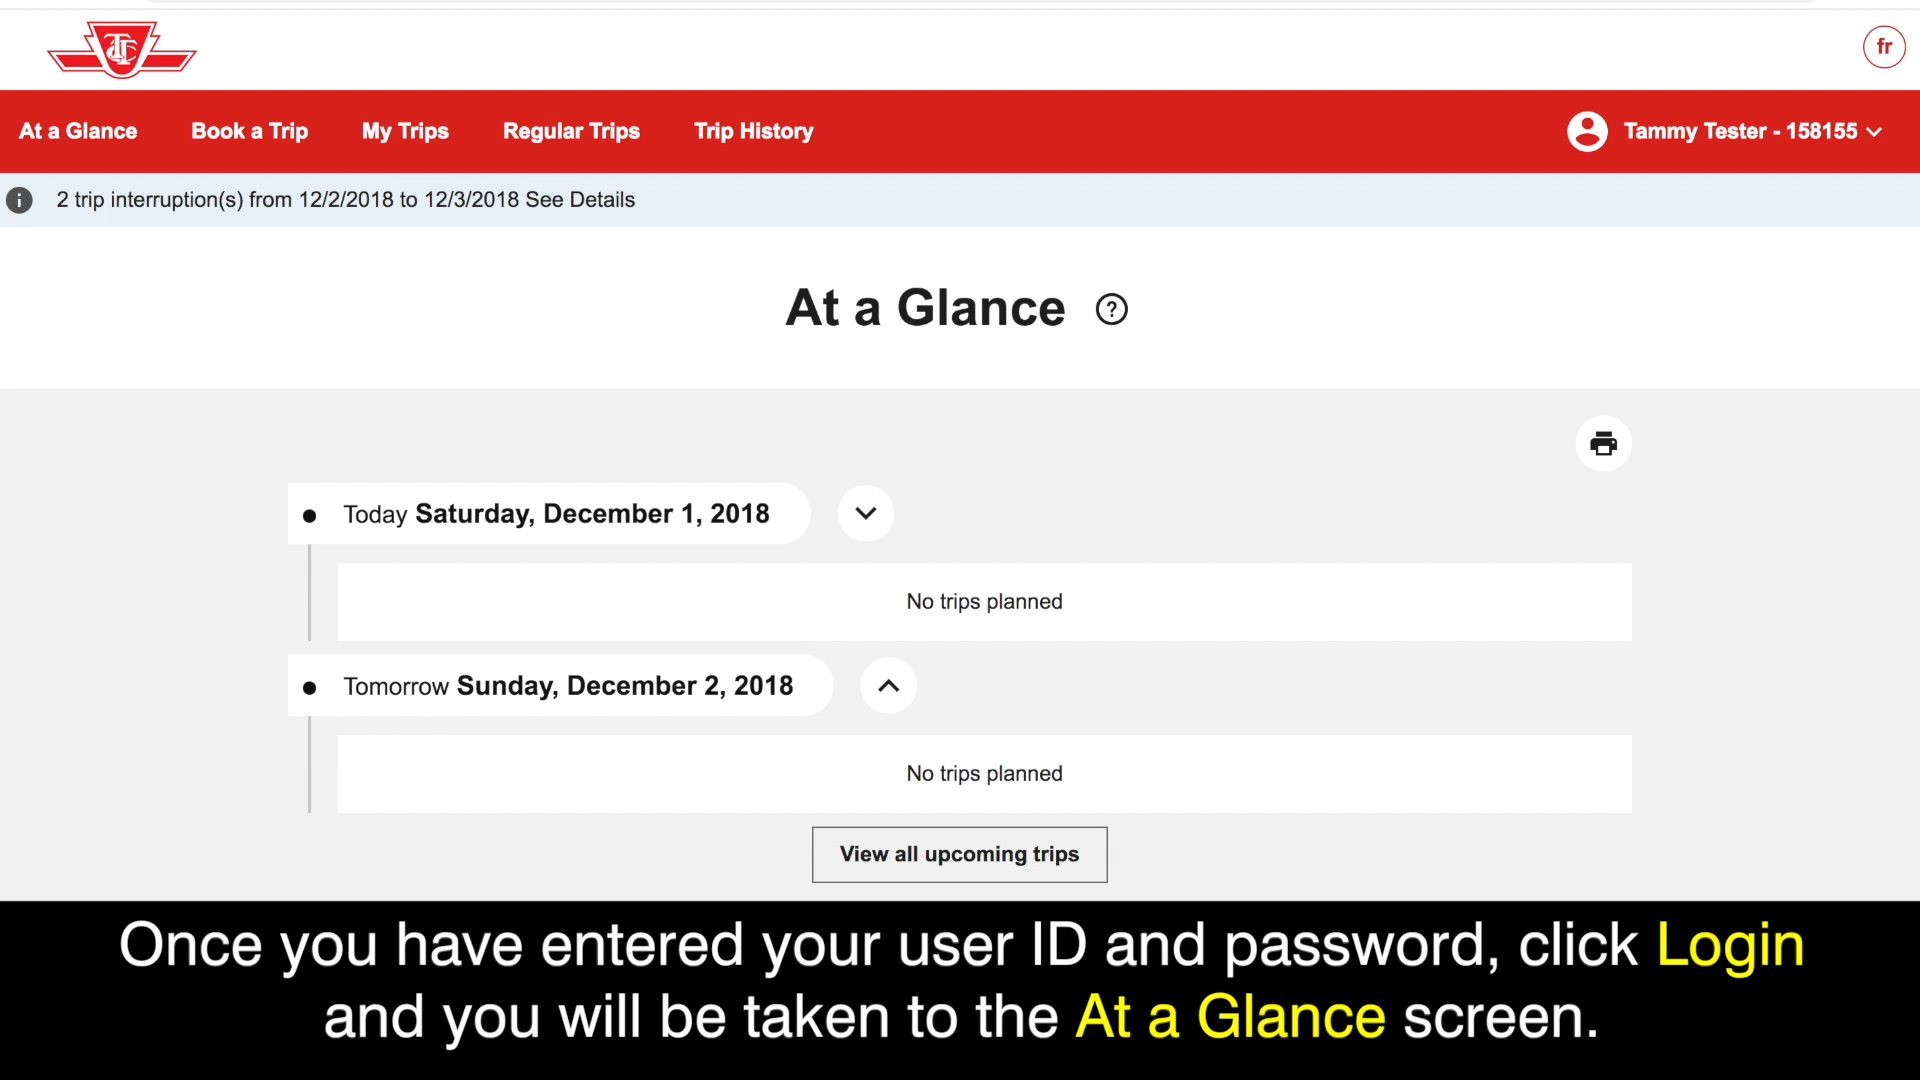 TTC
fr
At a Glance
Book a Trip
My Trips
Regular Trips
Trip History
Tammy Tester - 158155
2 trip interruption(s) from 12/2/2018 to 12/3/2018 See Details
At a Glance
Today Saturday, December 1, 2018
No trips planned
Tomorrow Sunday, December 2, 2018
No trips planned
View all upcoming trips
Once you have entered your user ID and password, click Login
and you will be taken to the At a Glance screen.